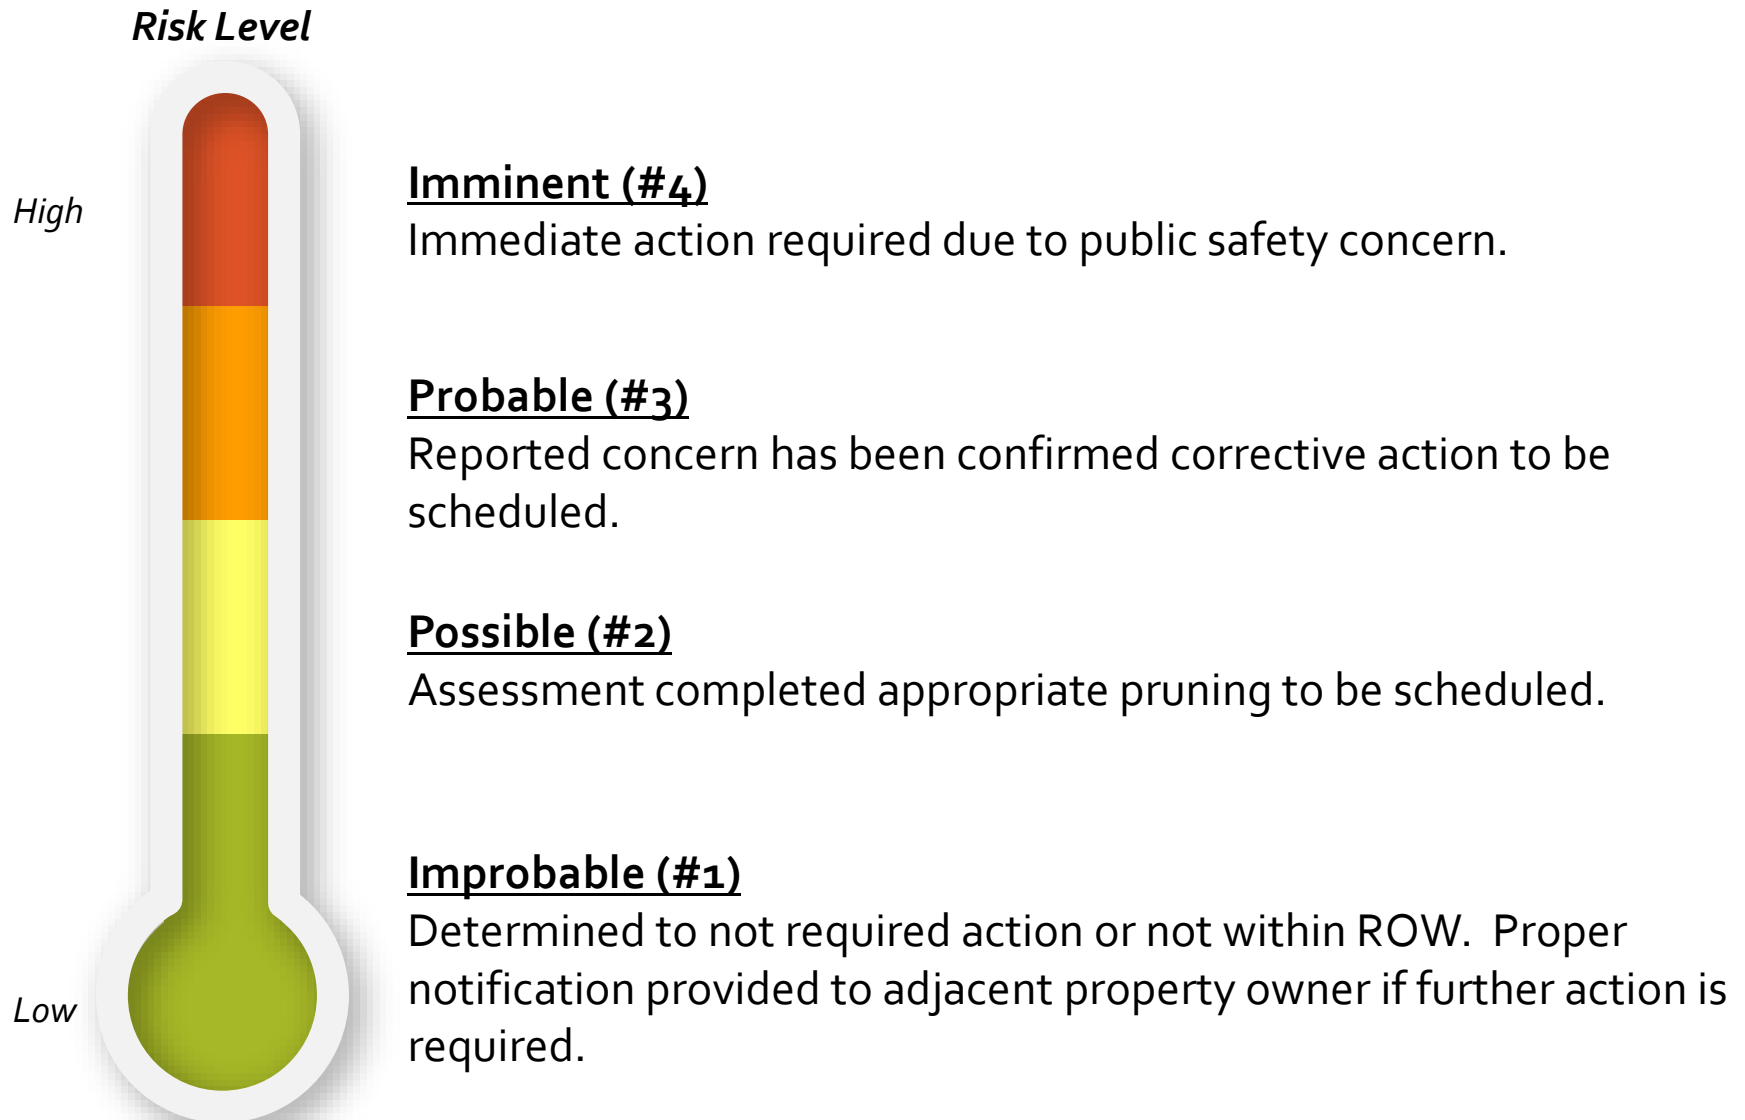 Risk Level
High
Imminent (#4)
Immediate action required due to public safety concern.
Probable (#3)
Reported concern has been confirmed corrective action to be
scheduled.
Possible (#2)
Assessment completed appropriate pruning to be scheduled.
Improbable (#1)
Determined to not required action or not within ROW.  Proper
notification provided to adjacent property owner if further action is
required.
Low